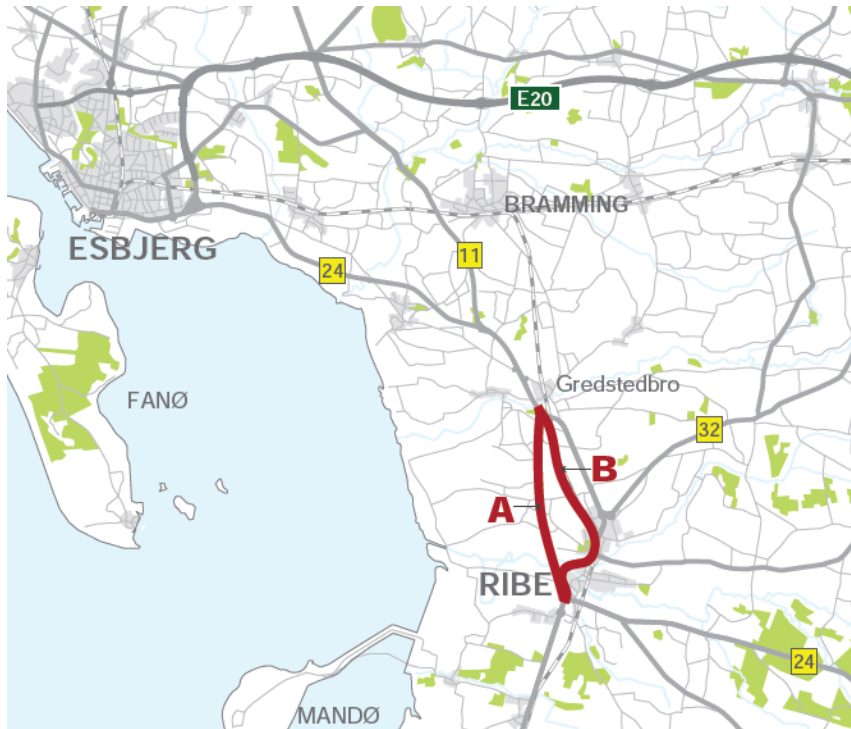 E20
BRAMMING
ESBJERG
11
24
Gredstedbro
FANØ
32
B
A
RIBE
24
MANDØ